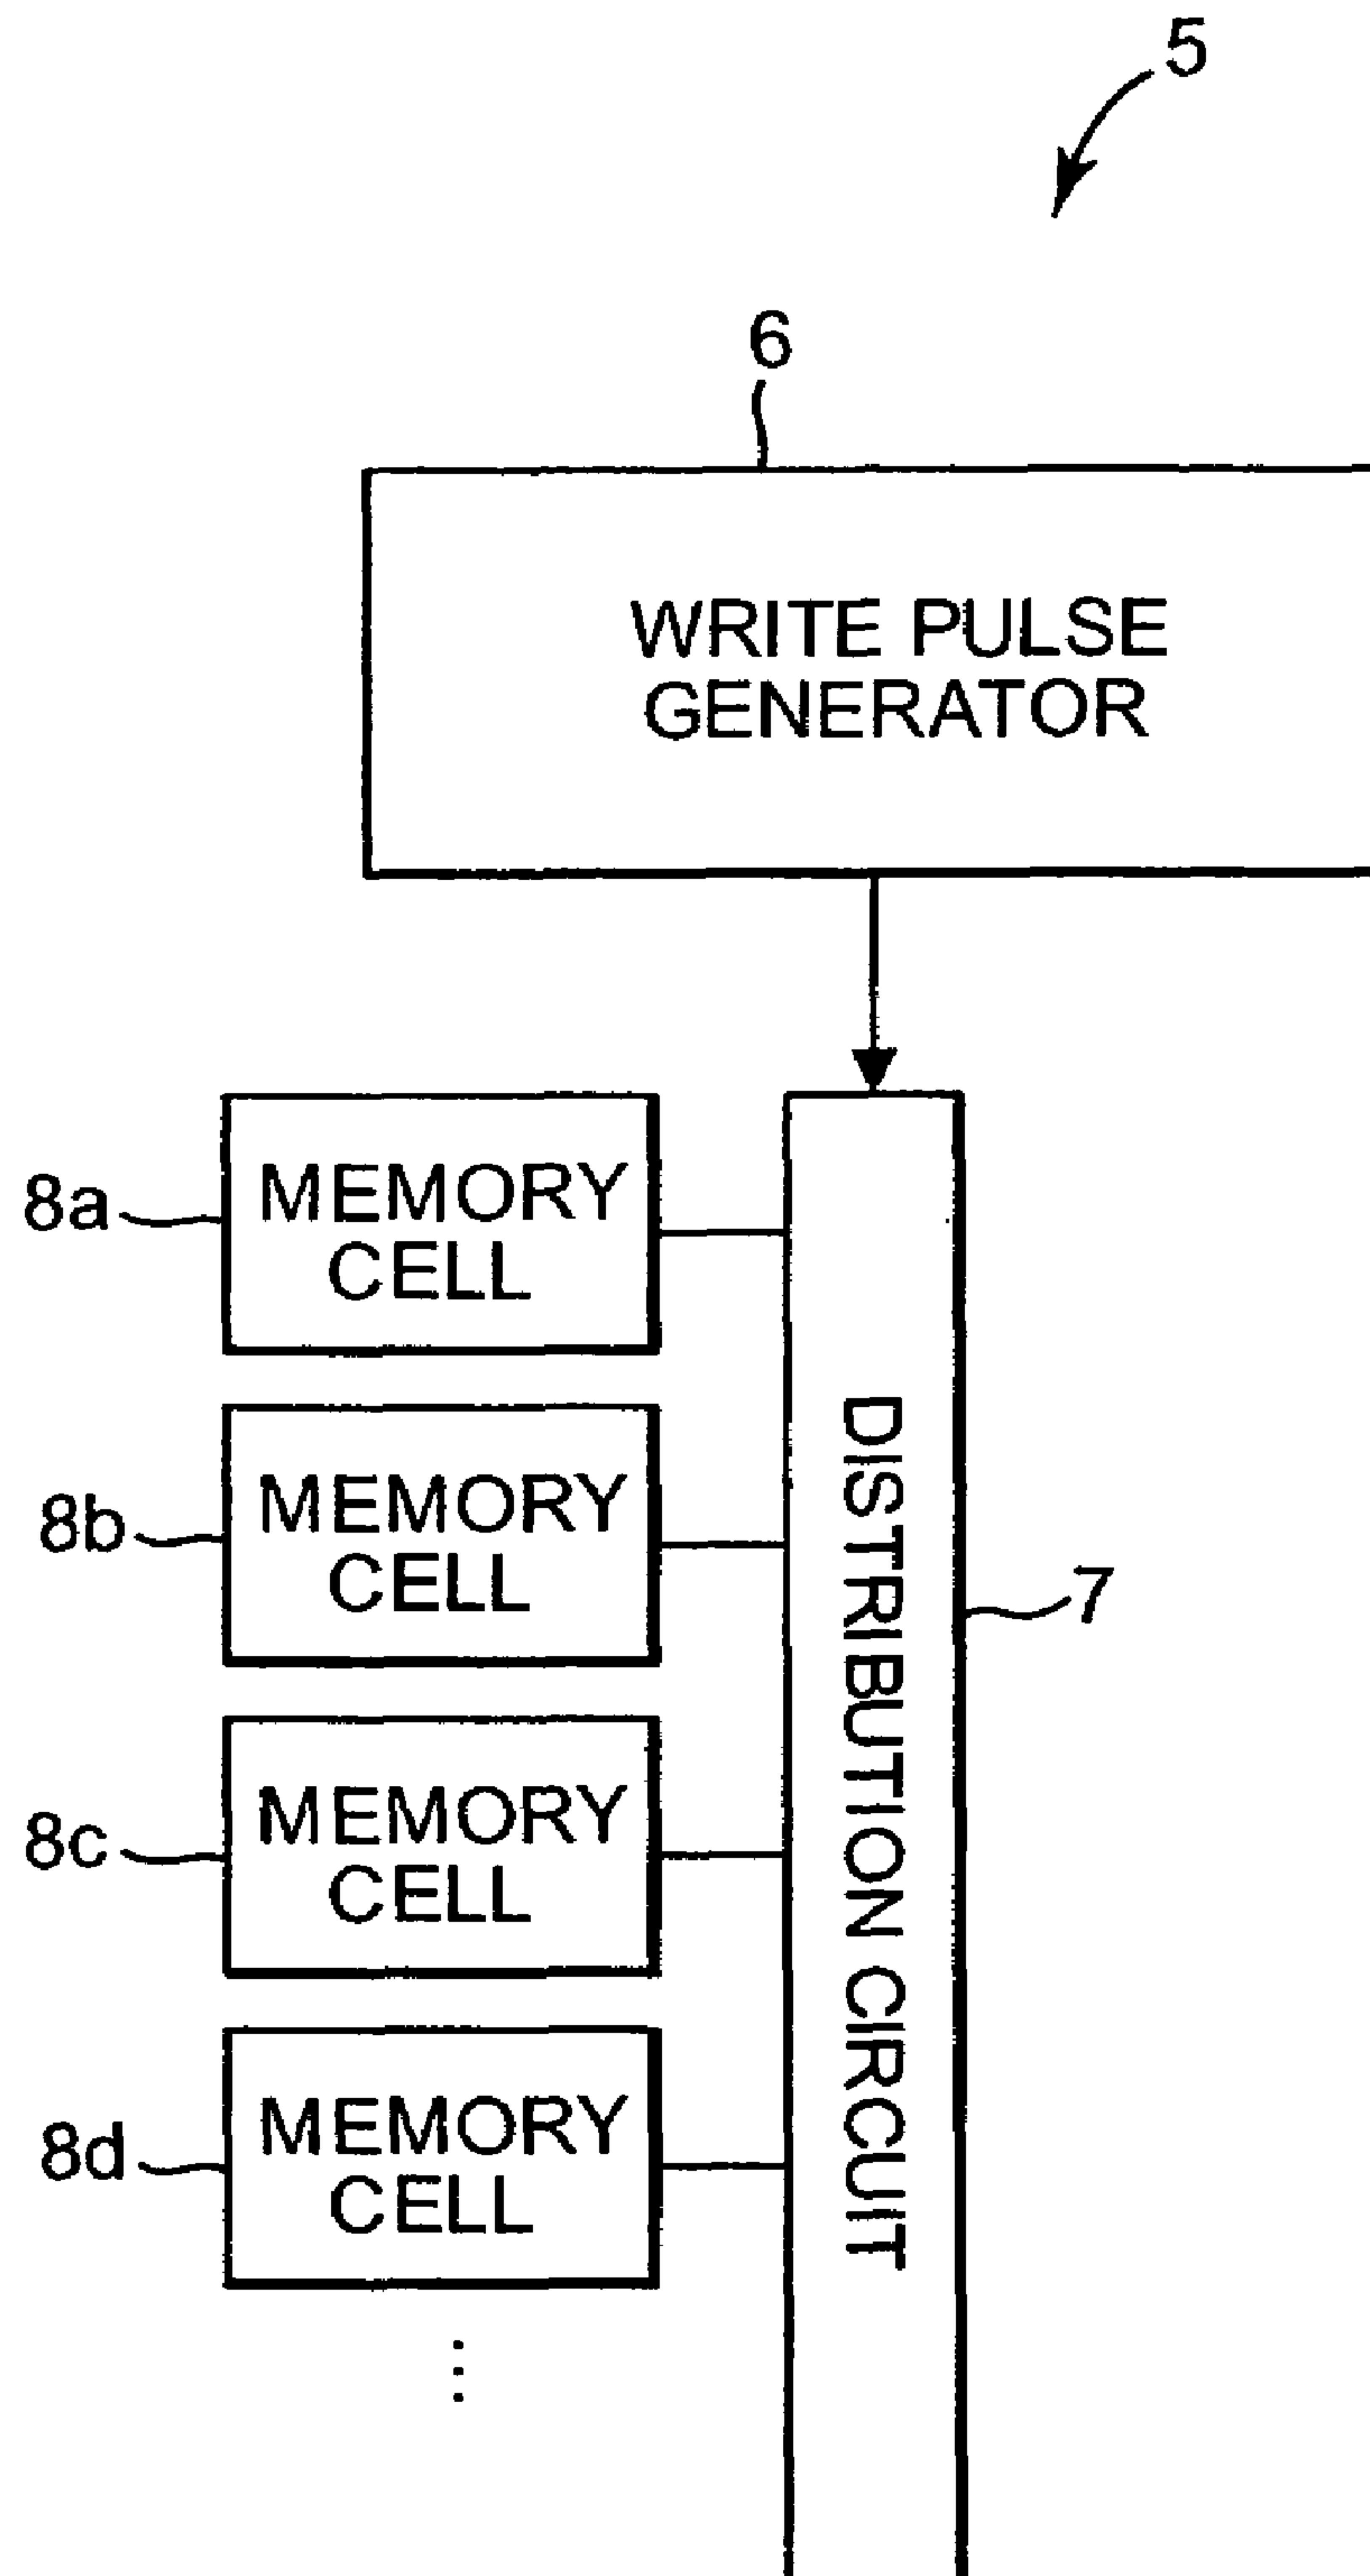 5
6
WRITE PULSE
GENERATOR
8a
MEMORY
CELL
8b
MEMORY
CELL
7
DISTRIBUTION CIRCUIT
8c
MEMORY
CELL
8d
MEMORY
CELL
⋮